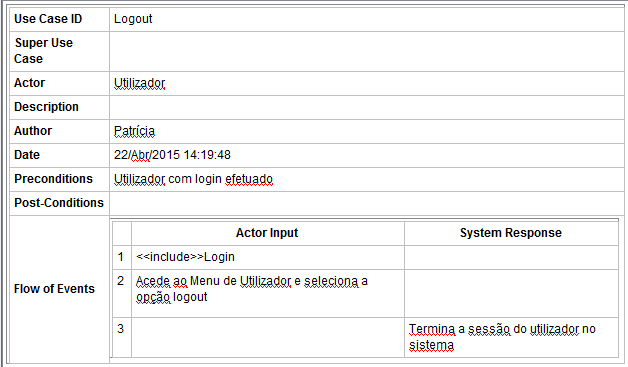 Use Case ID Logout
Super Use
Case
Actor Utilizador
Description
Author Patrícia
Date 22/Abr/2015 14:19:48
Preconditions Utilizador com login efetuado
Post-Conditions
Flow of Events
Actor Input System Response
1 <<include>>Login
2 Acede ao Menu de Utilizador e seleciona a
opção logout
3 Termina a sessão do utilizador no
sistema